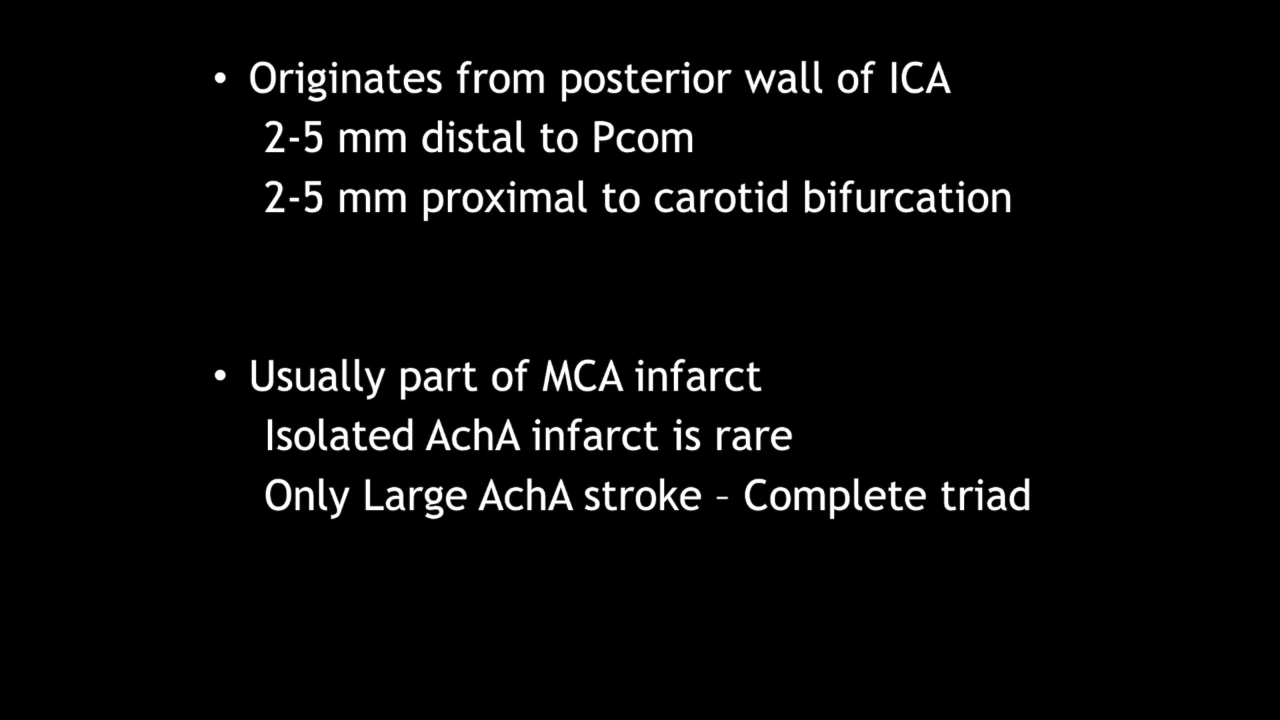 • Originates from posterior wall of ICA
2-5 mm distal to Pcom
2-5 mm proximal to carotid bifurcation
• Usually part of MCA infarct
Isolated AchA infarct is rare
Only Large AchA stroke – Complete triad